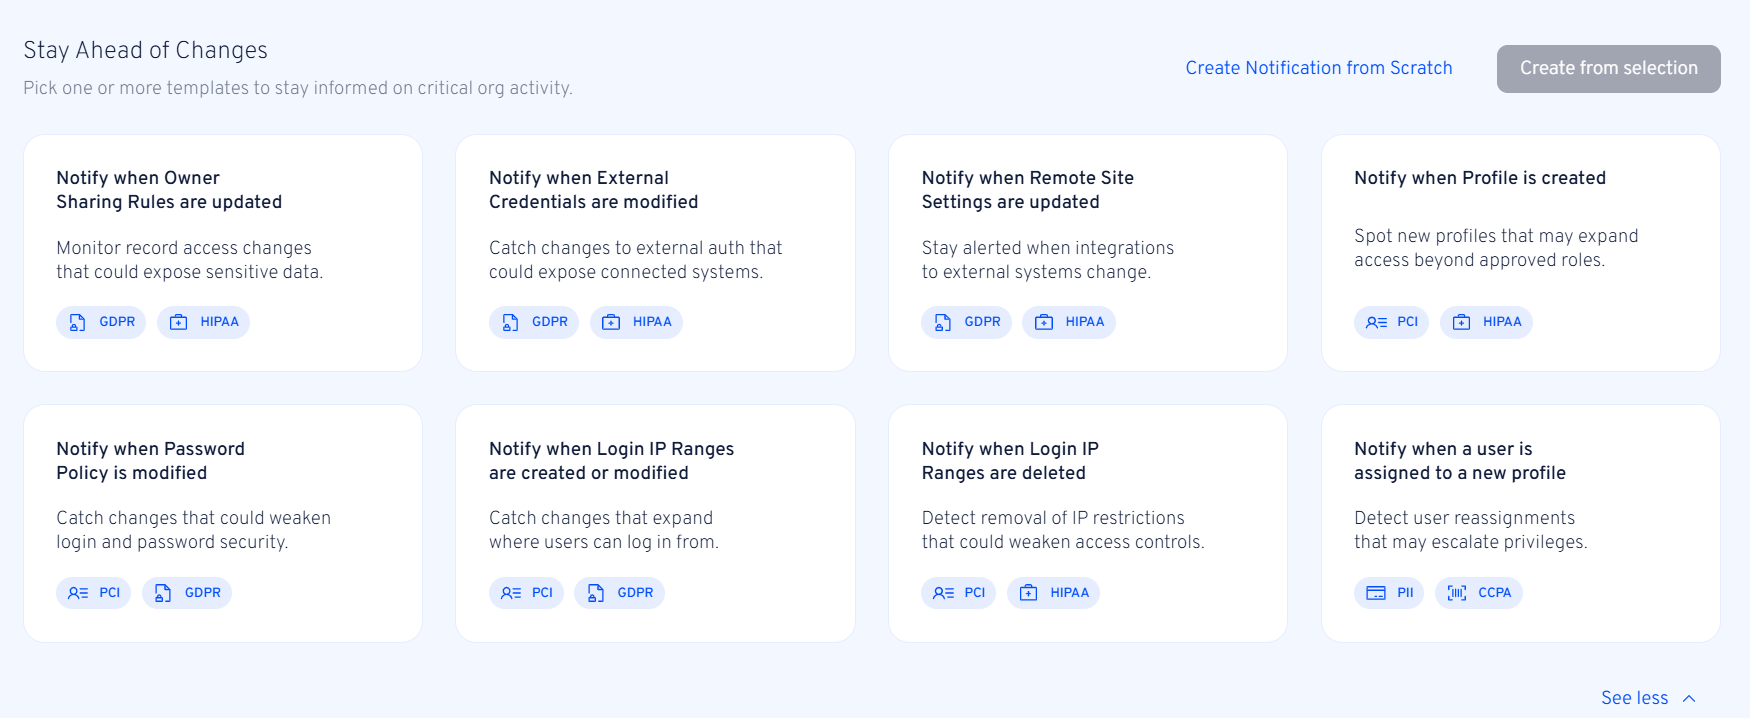 Stay Ahead of Changes
Pick one or more templates to stay informed on critical org activity.
Create Notification from Scratch
Create from selection
Notify when Owner
Sharing Rules are updated
Monitor record access changes
that could expose sensitive data.
GDPR HIPAA
Notify when External
Credentials are modified
Catch changes to external auth that
could expose connected systems.
GDPR HIPAA
Notify when Remote Site
Settings are updated
Stay alerted when integrations
to external systems change.
GDPR HIPAA
Notify when Profile is created
Spot new profiles that may expand
access beyond approved roles.
PCI HIPAA
Notify when Password
Policy is modified
Catch changes that could weaken
login and password security.
PCI GDPR
Notify when Login IP Ranges
are created or modified
Catch changes that expand
where users can log in from.
PCI GDPR
Notify when Login IP
Ranges are deleted
Detect removal of IP restrictions
that could weaken access controls.
PCI HIPAA
Notify when a user is
assigned to a new profile
Detect user reassignments
that may escalate privileges.
PII CCPA
See less